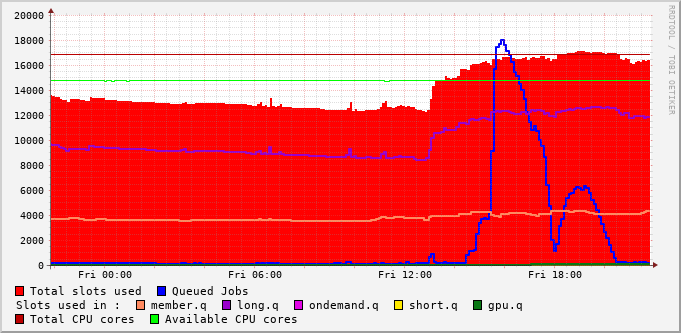 20000
18000
16000
14000
12000
10000
8000
6000
4000
2000
0
Fri 00:00 Fri 06:00 Fri 12:00 Fri 18:00
RRDTOOL / TOBI OETIKER
Total slots used Queued Jobs
Slots used in : member.q long.q ondemand.q short.q gpu.q
Total CPU cores Available CPU cores